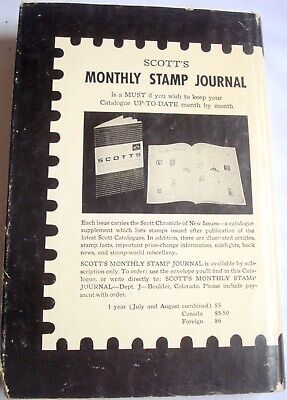 SCOTT'S
MONTHLY STAMP JOURNAL
is a MUST if you wish to keep your
Catalogue UP-TO-DATE month by month
SCOTT'S
Each issue carries the Scott Chronicle of New Issues—a catalogue
supplement which lists stamps issued after publication of the
latest Scott Catalogues. In addition, there are illustrated articles,
stamp facts, important price-change information, sidelights, book
news, and stamp-world miscellany.
SCOTT'S MONTHLY STAMP JOURNAL is available by sub-
scription only. To order: use the envelope you'll find in this Cata-
logue, or write directly to: SCOTT'S MONTHLY STAMP
JOURNAL—Dept. J—Boulder, Colorado. Please include pay-
ment with order.
1 year (July and August combined) $5
Canada $5.50
Foreign $6